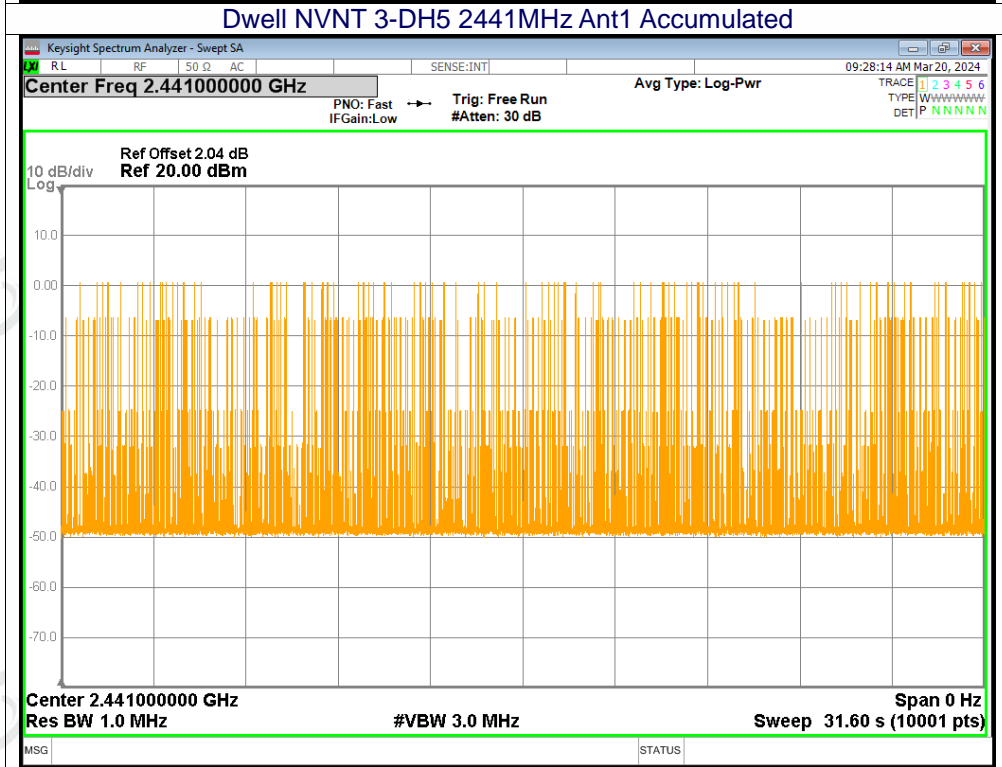 Dwell NVNT 3-DH5 2441MHz Ant1 Accumulated
Keysight Spectrum Analyzer - Swept SA
LXI RL RF 50 Ω AC SENSE:INT 09:28:14 AM Mar 20, 2024
Center Freq 2.441000000 GHz Avg Type: Log-Pwr TRACE 1 2 3 4 5 6
PNO: Fast Trig: Free Run TYPE WWWWWWW
IFGain:Low #Atten: 30 dB DET P N N N N N
Ref Offset 2.04 dB
10 dB/div Ref 20.00 dBm
Log
10.0
0.00
-10.0
-20.0
-30.0
-40.0
-50.0
-60.0
-70.0
Center 2.441000000 GHz Span 0 Hz
Res BW 1.0 MHz #VBW 3.0 MHz Sweep 31.60 s (10001 pts)
MSG STATUS